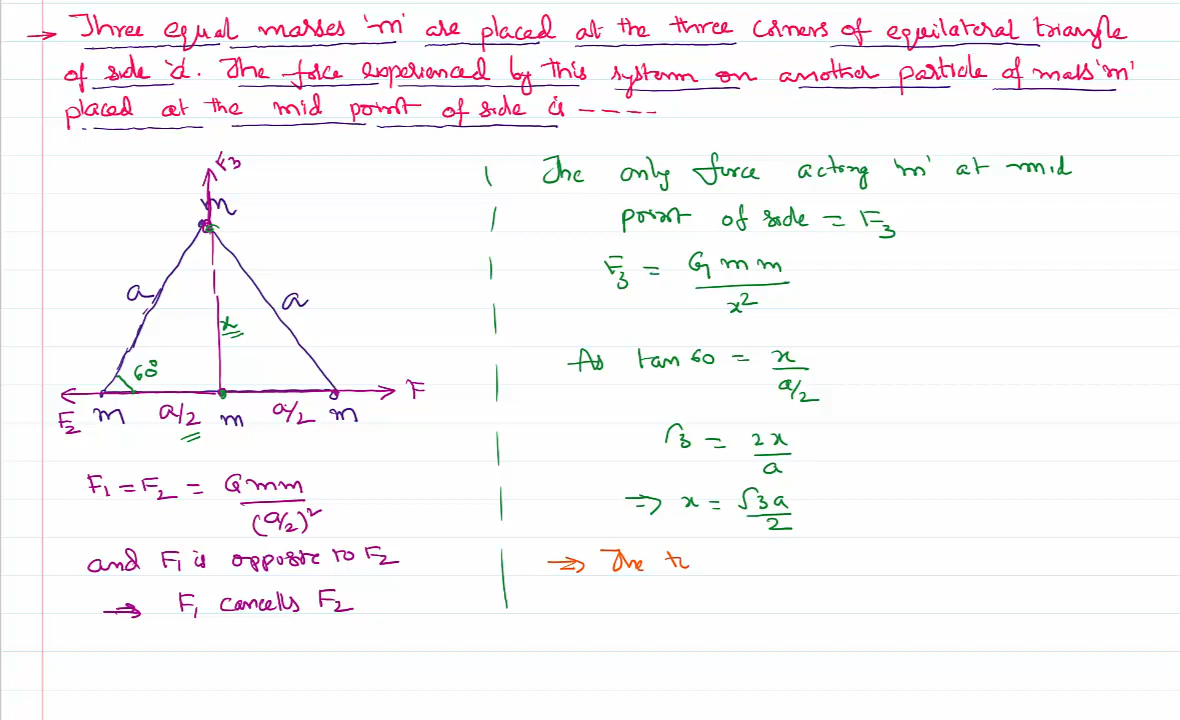 → Three equal masses 'm' are placed at the three corners of equilateral triangle
of side 'a'. The force experienced by this system on another particle of mass 'm'
placed at the mid point of side is ----
F3
m
a
a
x
60°
F2
F
m
a/2
m
a/2
m
F1 = F2 = Gmm
(a/2)²
and F1 is opposite to F2
→ F1 cancells F2
The only force acting 'm' at mid
point of side = F3
F3 = G m m
x²
As tan 60 = x
a/2
√3 = 2x
a
⇒ x = √3a
2
⇒ The t